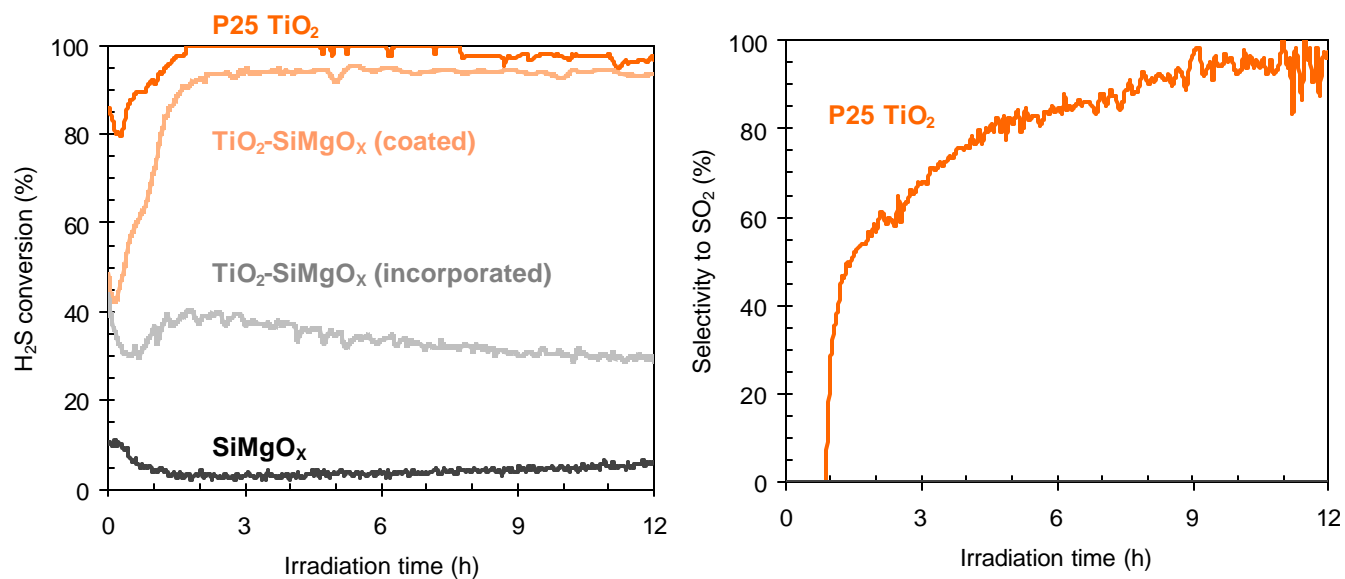 P25 TiO₂
TiO₂-SiMgOₓ (coated)
TiO₂-SiMgOₓ (incorporated)
SiMgOₓ
H₂S conversion (%)
100
80
60
40
20
0
0 3 6 9 12
Irradiation time (h)
P25 TiO₂
Selectivity to SO₂ (%)
100
80
60
40
20
0
0 3 6 9 12
Irradiation time (h)